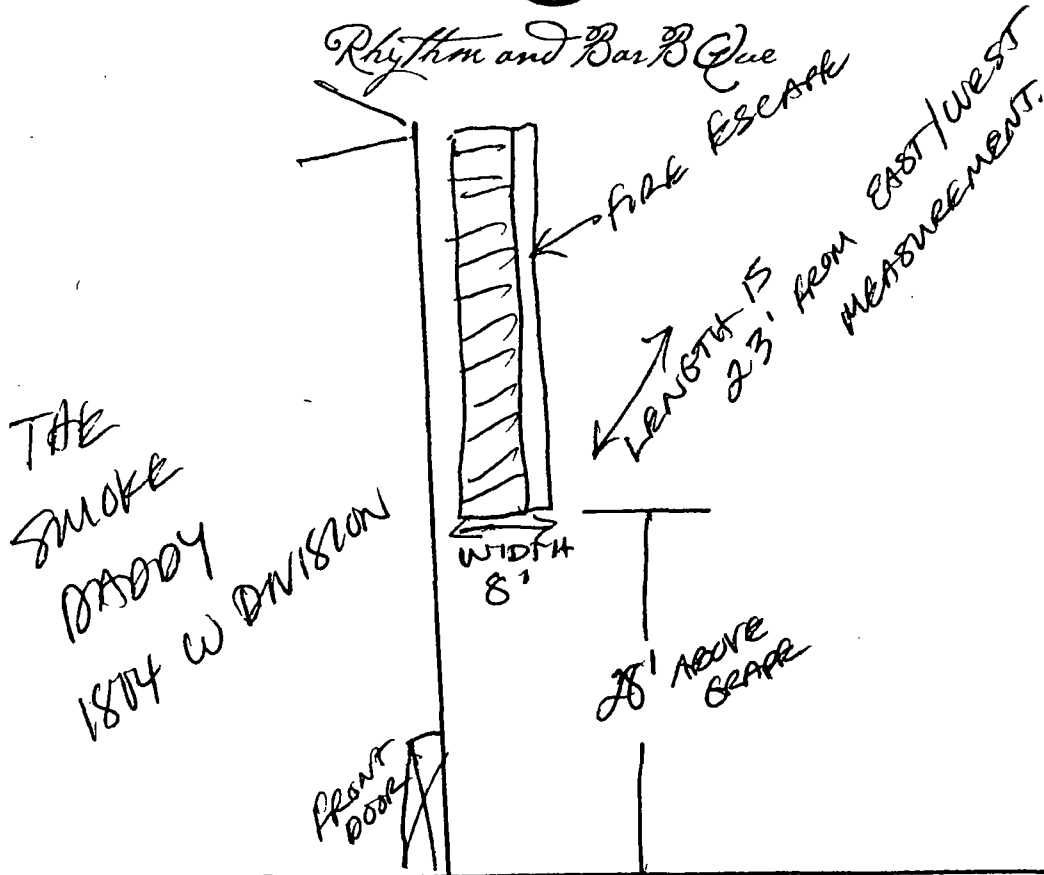 Rhythm and Bar B Que
FIRE ESCAPE
LENGTH IS
23' FROM EAST/WEST
MEASUREMENT.
THE
SMOKE
DADDY
1804 W DIVISION
WIDTH
8'
28' ABOVE
GRADE
FRONT
DOOR